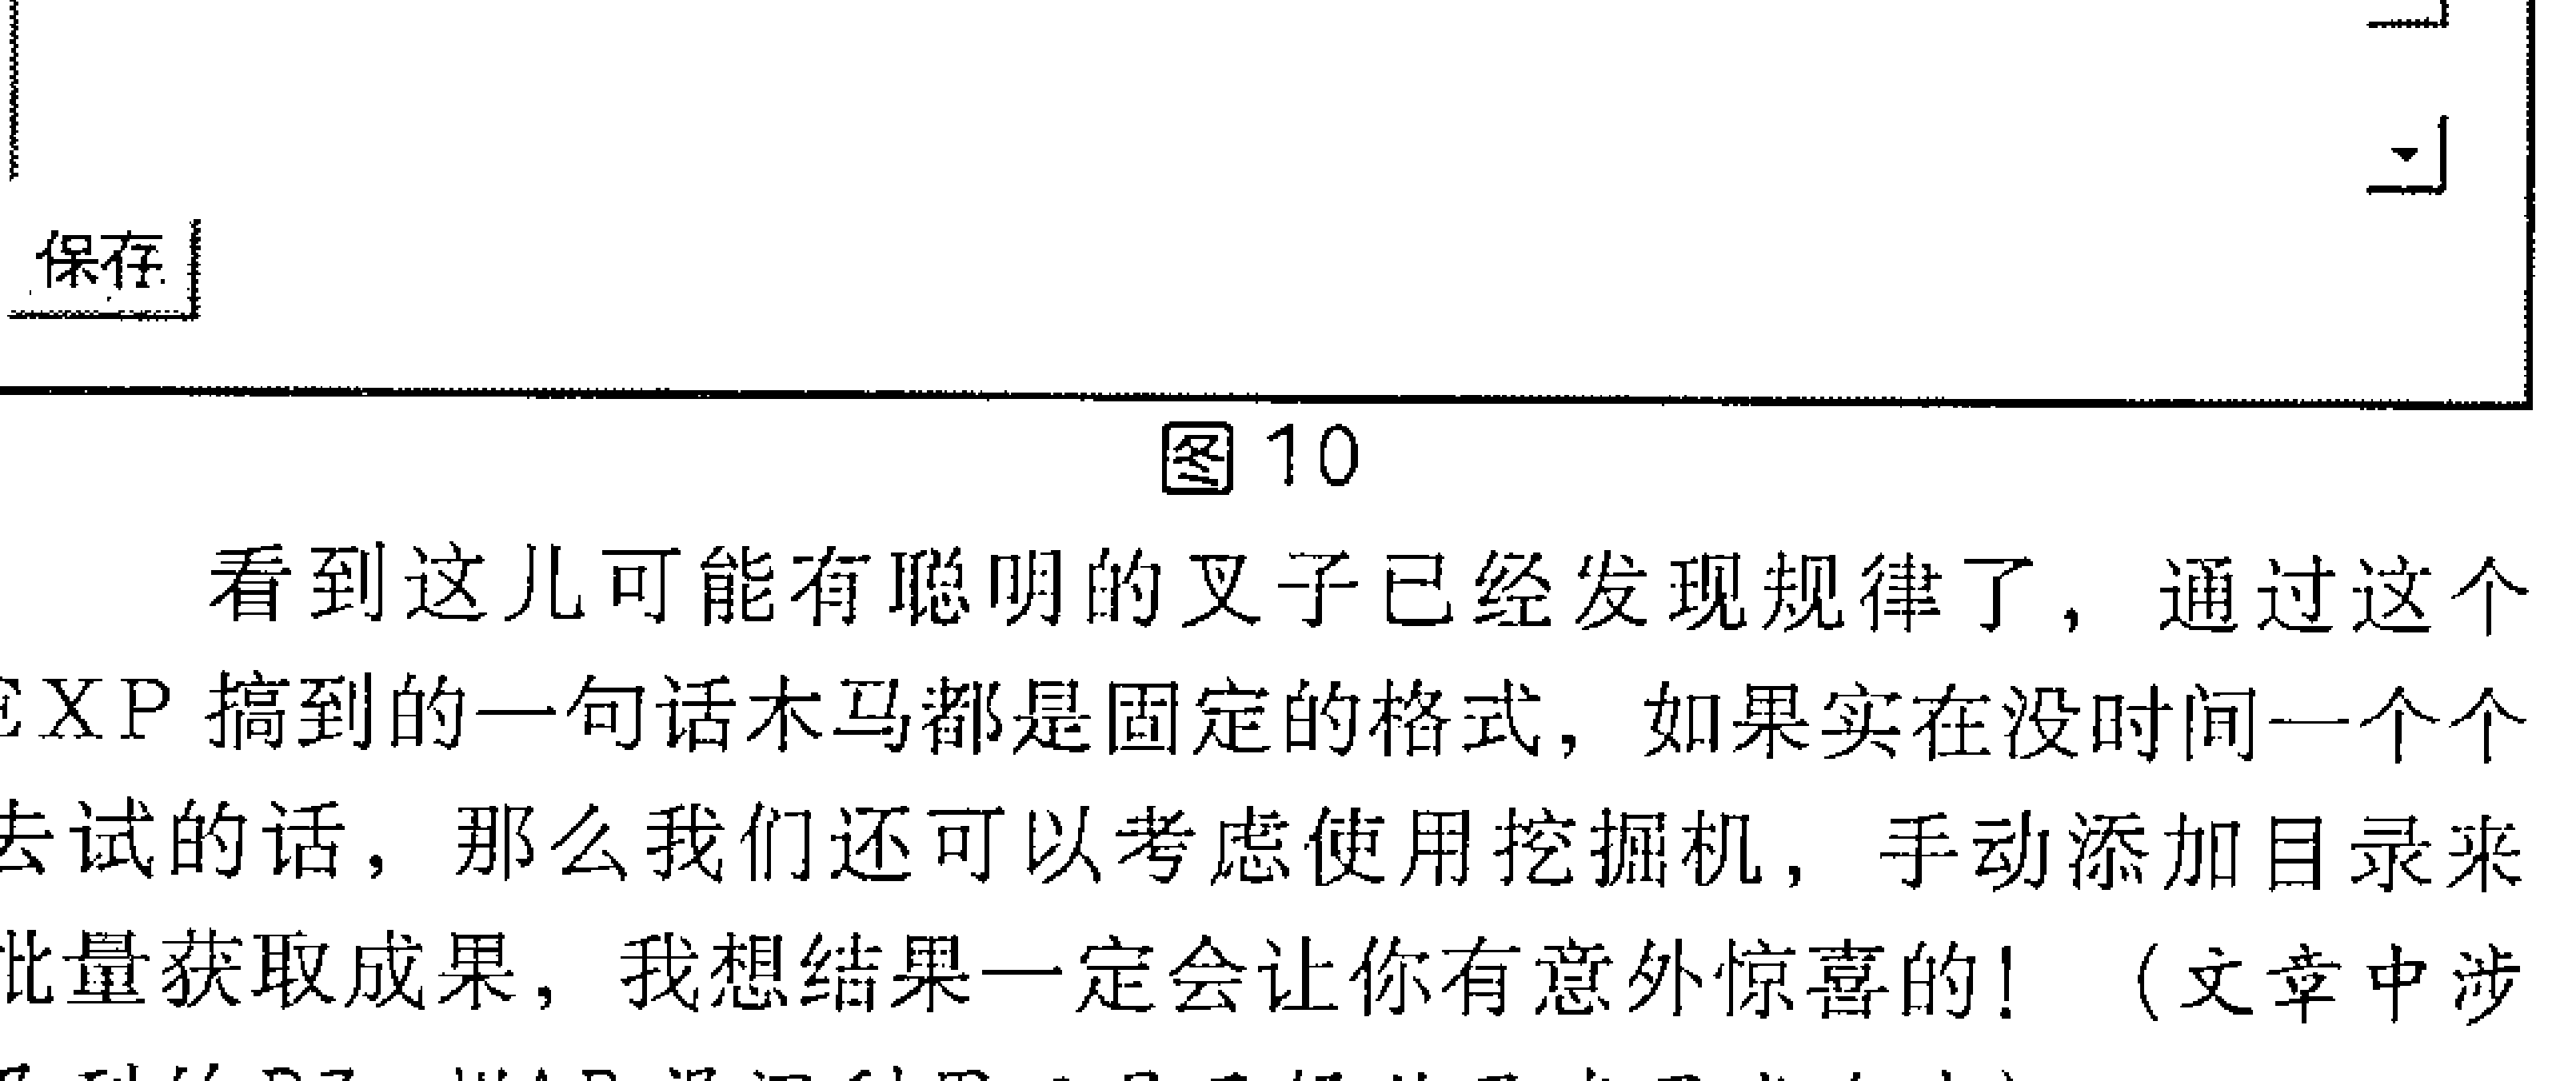 保存
图 10
看到这儿可能有聪明的叉子已经发现规律了，通过这个
EXP 搞到的一句话木马都是固定的格式，如果实在没时间一个个
去试的话，那么我们还可以考虑使用挖掘机，手动添加目录来
批量获取成果，我想结果一定会让你有意外惊喜的！（文章中涉